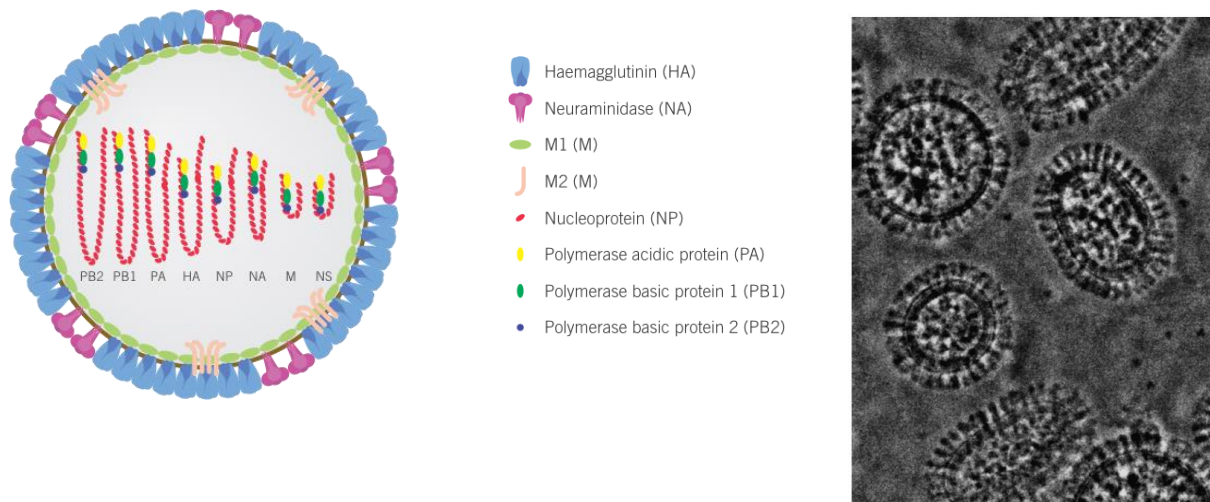 PB2 PB1 PA HA NP NA M NS
Haemagglutinin (HA)
Neuraminidase (NA)
M1 (M)
M2 (M)
Nucleoprotein (NP)
Polymerase acidic protein (PA)
Polymerase basic protein 1 (PB1)
Polymerase basic protein 2 (PB2)